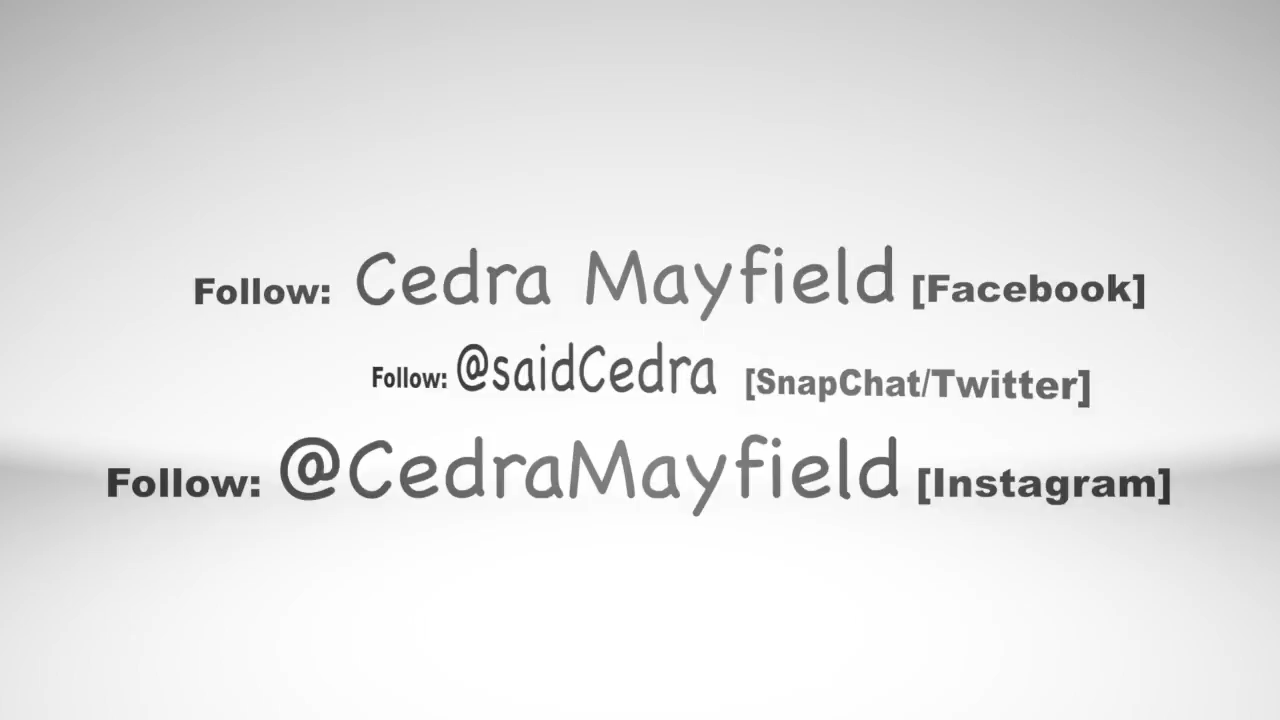 Follow: Cedra Mayfield [Facebook]
Follow: @saidCedra [SnapChat/Twitter]
Follow: @CedraMayfield [Instagram]